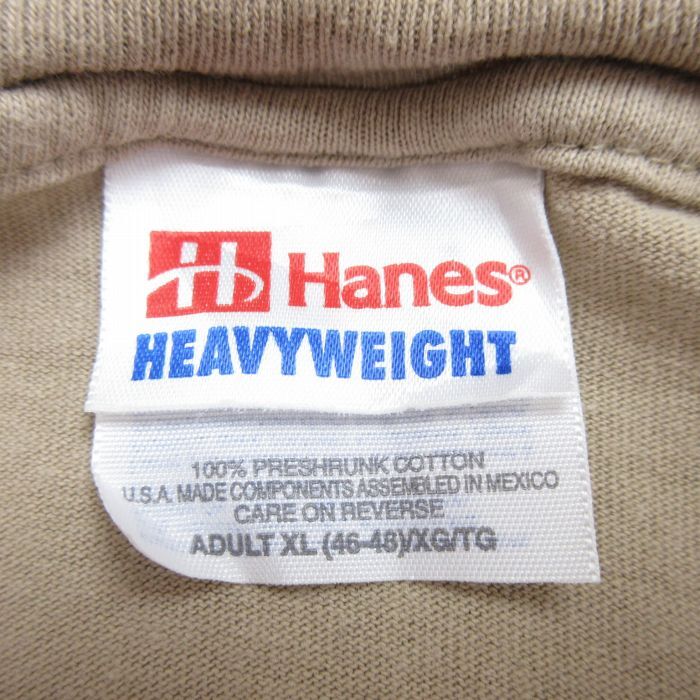 H Hanes®
HEAVYWEIGHT
100% PRESHRUNK COTTON
U.S.A. MADE COMPONENTS ASSEMBLED IN MEXICO
CARE ON REVERSE
ADULT XL (46-48)/XG/TG